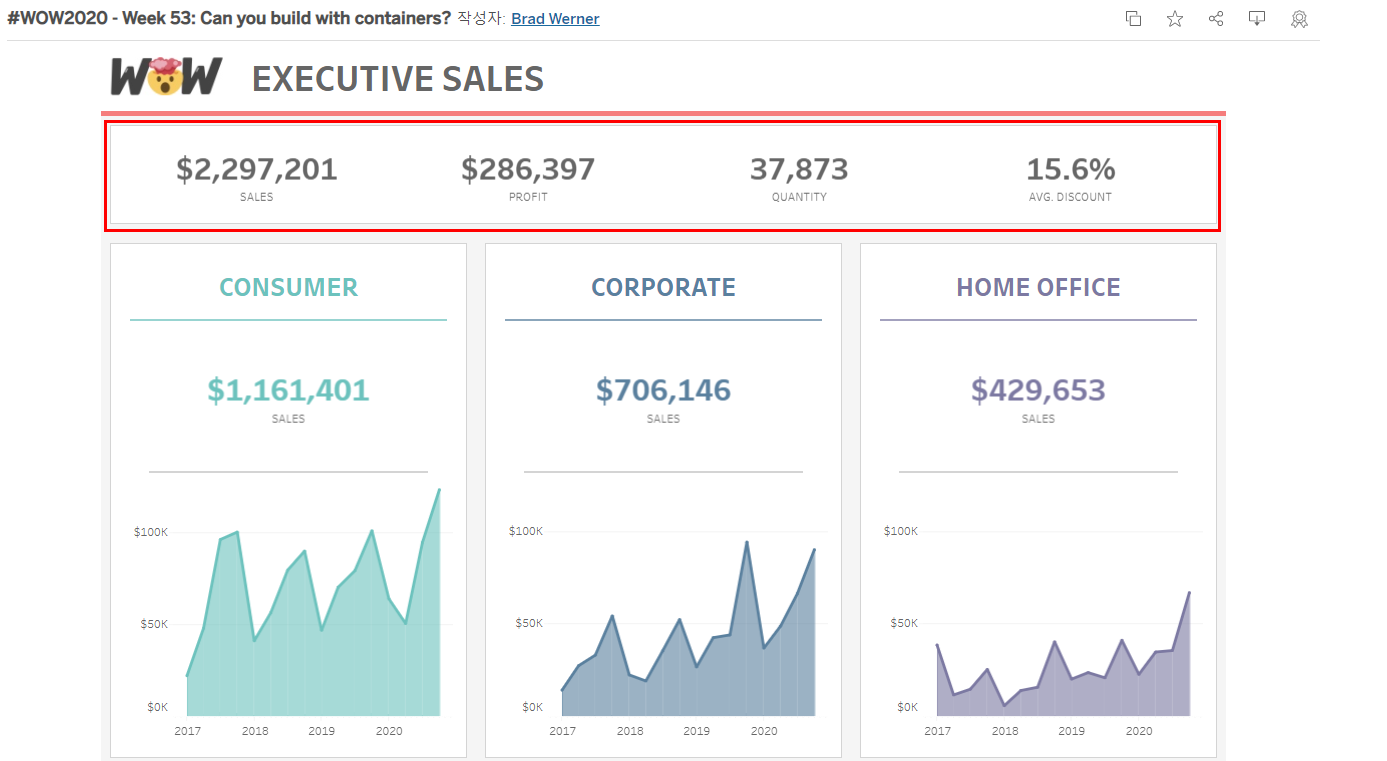 #WOW2020 - Week 53: Can you build with containers? 작성자: Brad Werner
WOW EXECUTIVE SALES
$2,297,201 $286,397 37,873 15.6%
SALES PROFIT QUANTITY AVG. DISCOUNT
CONSUMER
$1,161,401
SALES
$100K
$50K
$0K
2017 2018 2019 2020
CORPORATE
$706,146
SALES
$100K
$50K
$0K
2017 2018 2019 2020
HOME OFFICE
$429,653
SALES
$100K
$50K
$0K
2017 2018 2019 2020